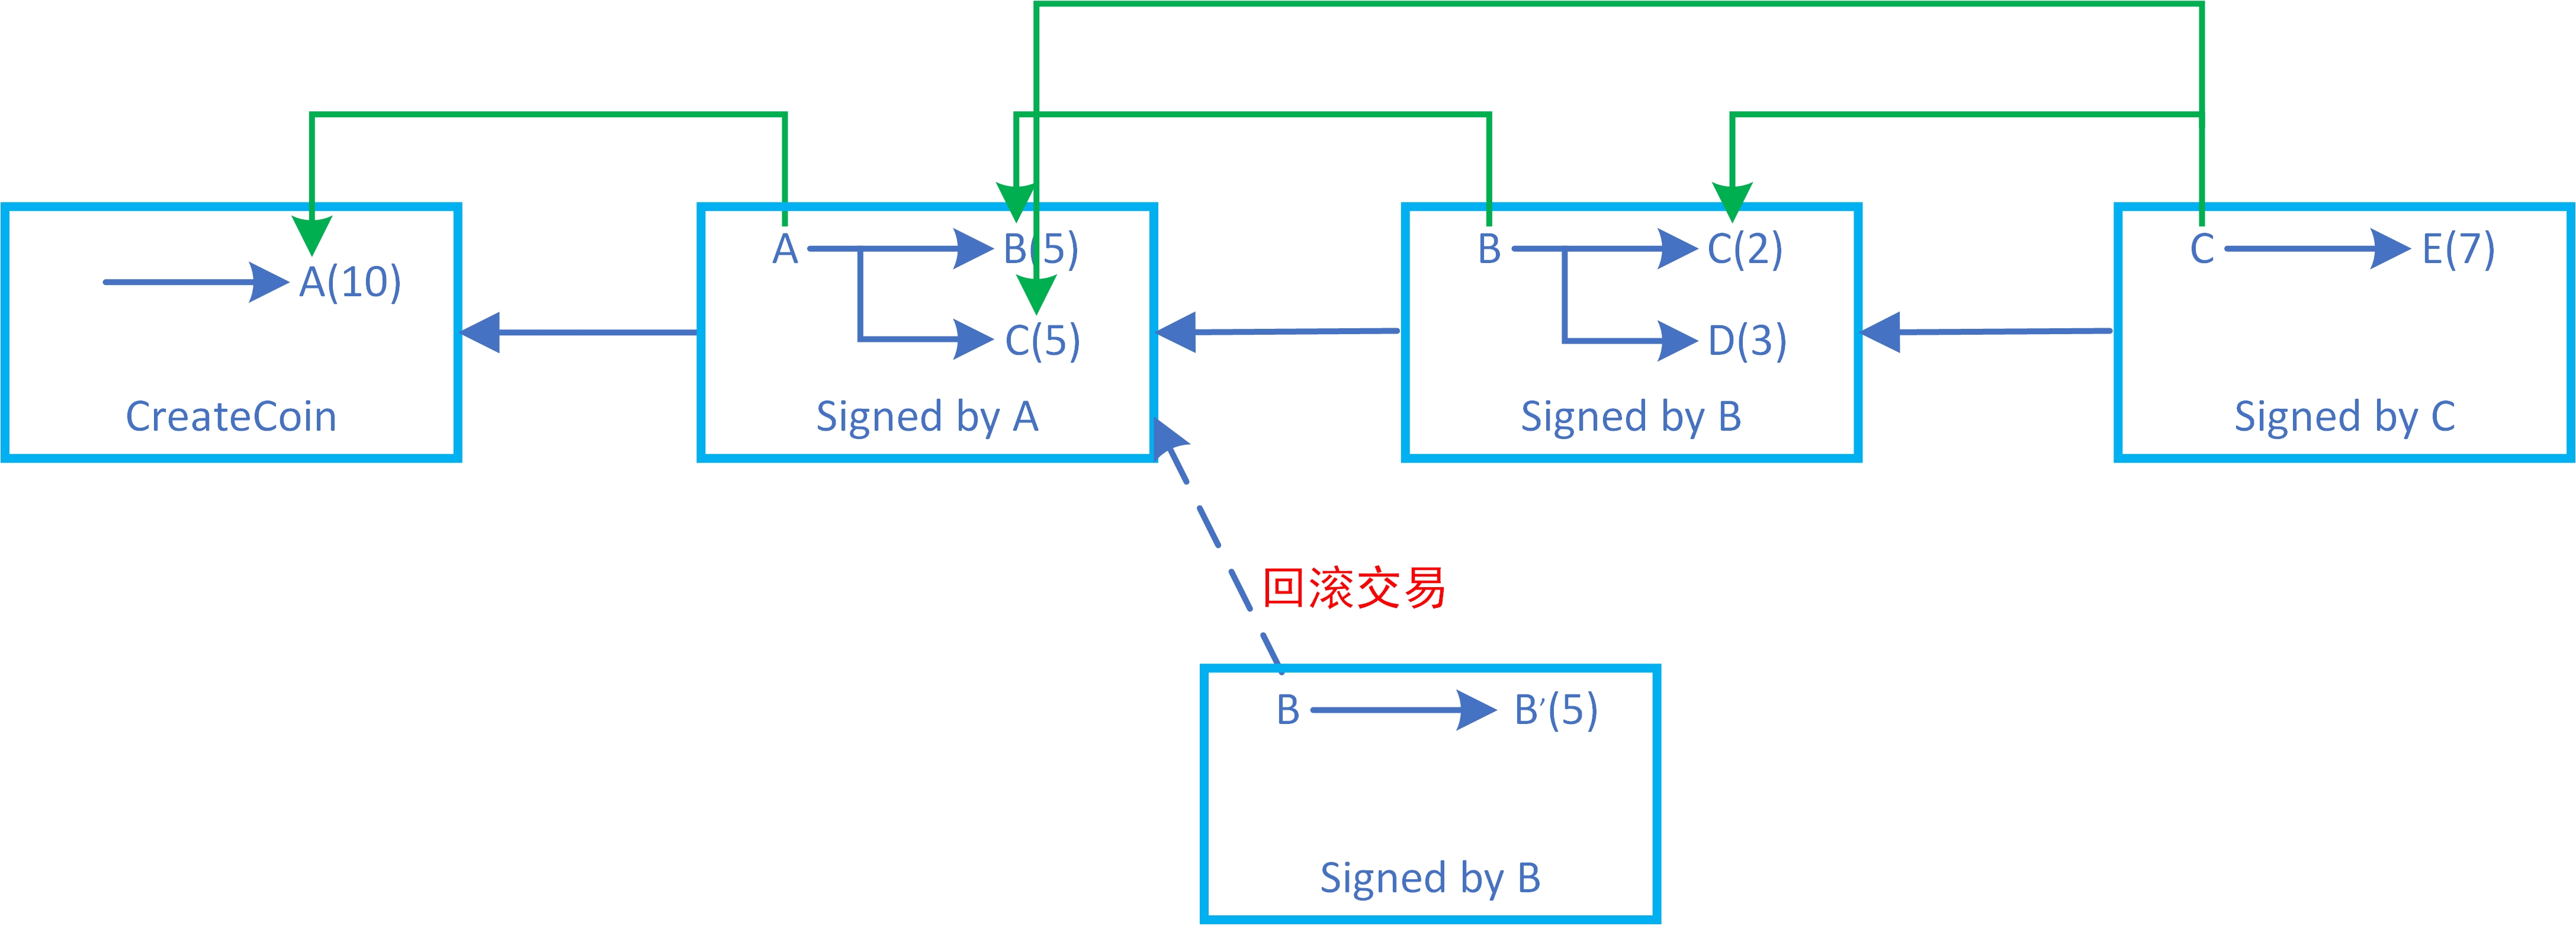 A(10)
CreateCoin
A
B(5)
C(5)
Signed by A
B
C(2)
D(3)
Signed by B
C
E(7)
Signed by C
回滚交易
B
B’(5)
Signed by B